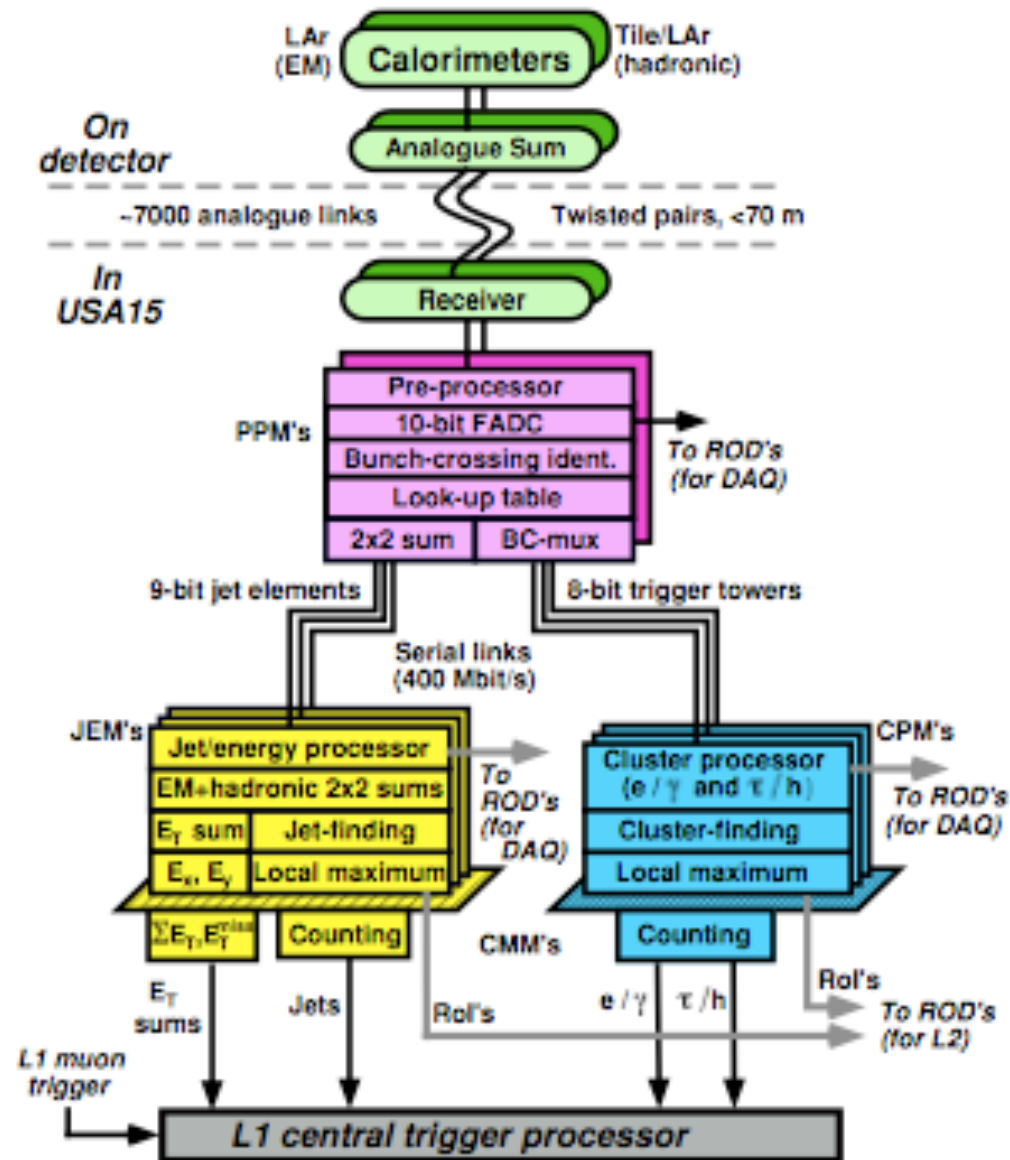 LAr
(EM)
Calorimeters
Tile/LAr
(hadronic)
On
detector
Analogue Sum
~7000 analogue links
Twisted pairs, <70 m
In
USA15
Receiver
PPM's
Pre-processor
10-bit FADC
Bunch-crossing ident.
Look-up table
2x2 sum
BC-mux
To ROD's
(for DAQ)
9-bit jet elements
8-bit trigger towers
Serial links
(400 Mbit/s)
JEM's
Jet/energy processor
EM+hadronic 2x2 sums
E_T sum
Jet-finding
E_x, E_y
Local maximum
To
ROD's
(for
DAQ)
CPM's
Cluster processor
(e / γ and τ / h)
Cluster-finding
Local maximum
To ROD's
(for DAQ)
ΣE_T, E_T^miss
Counting
CMM's
Counting
E_T
sums
Jets
RoI's
e / γ
τ /h
RoI's
To ROD's
(for L2)
L1 muon
trigger
L1 central trigger processor